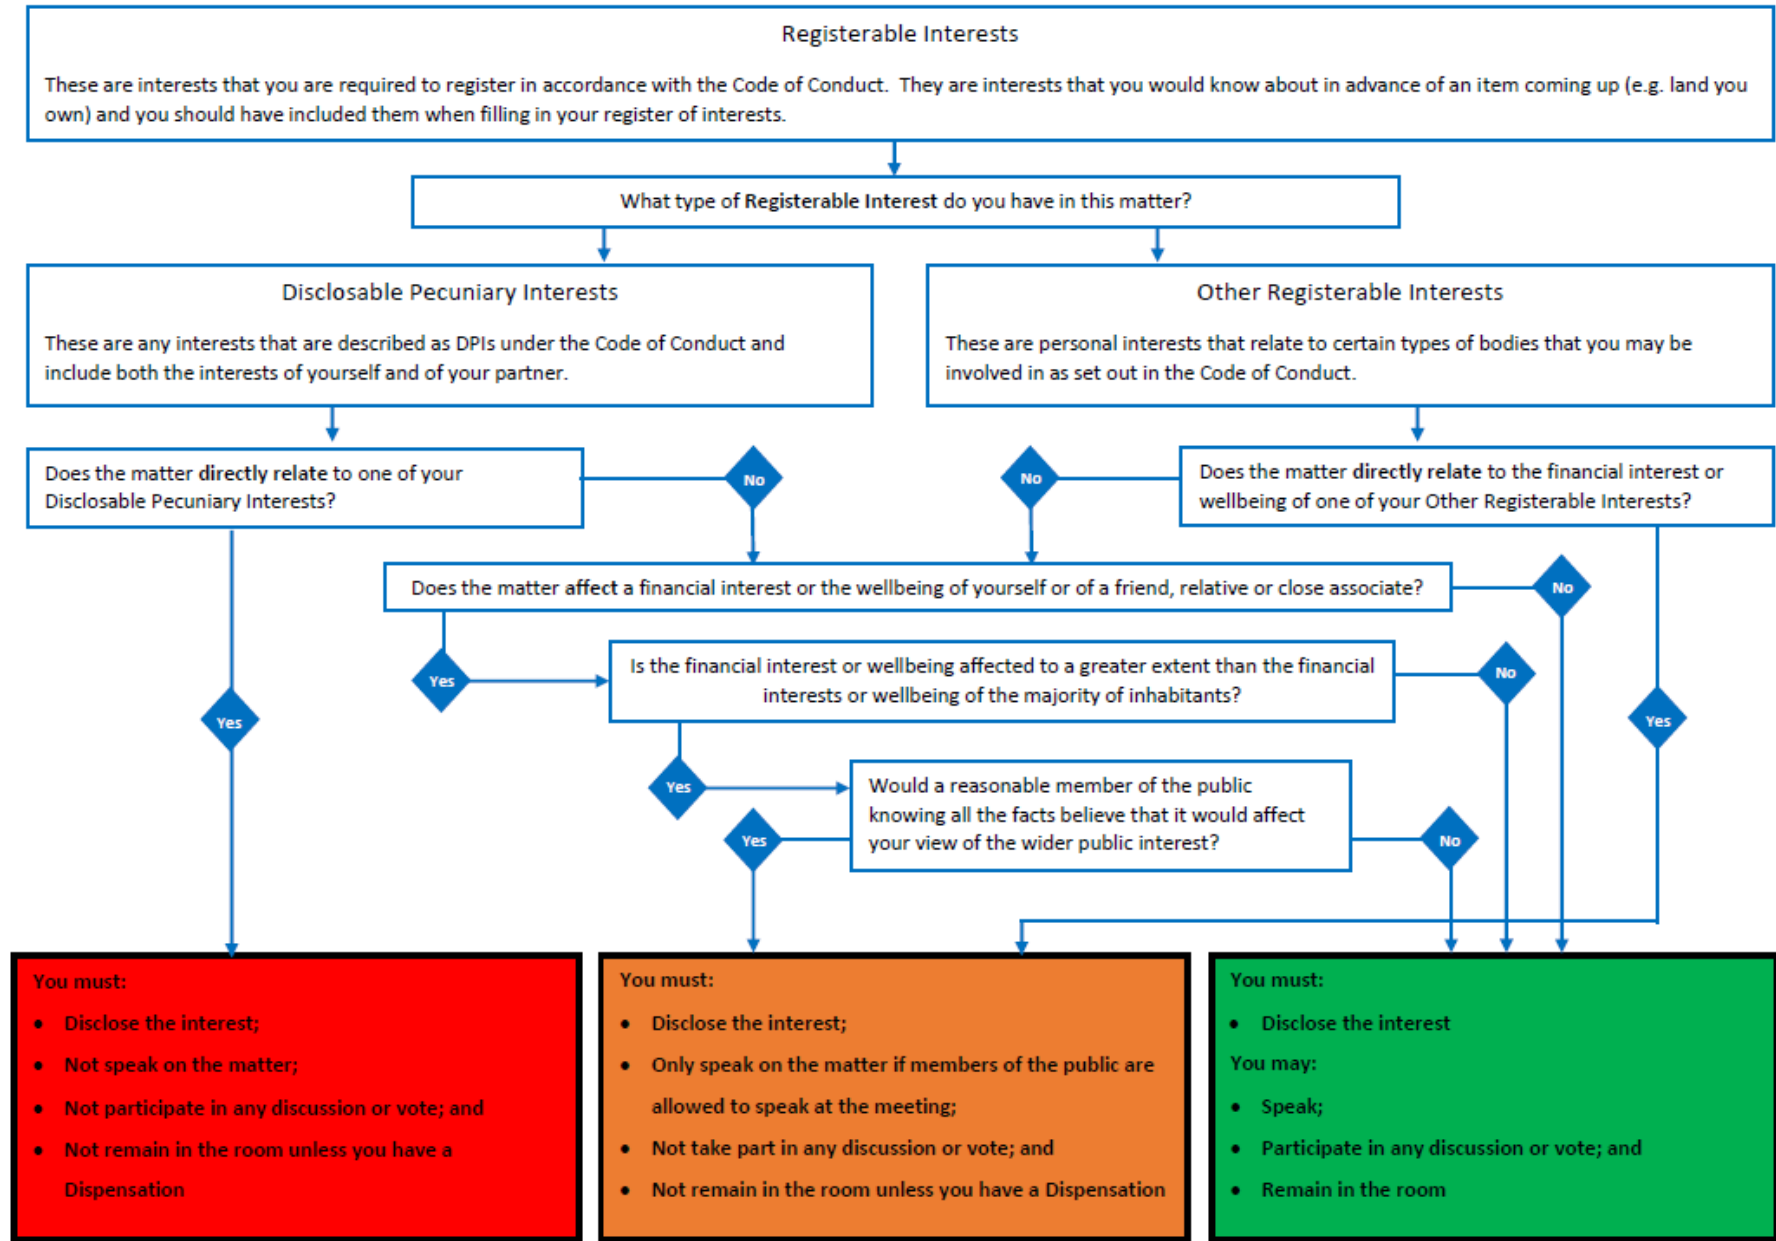 Registerable Interests
These are interests that you are required to register in accordance with the Code of Conduct.  They are interests that you would know about in advance of an item coming up (e.g. land you
own) and you should have included them when filling in your register of interests.
What type of Registerable Interest do you have in this matter?
Disclosable Pecuniary Interests
These are any interests that are described as DPIs under the Code of Conduct and
include both the interests of yourself and of your partner.
Other Registerable Interests
These are personal interests that relate to certain types of bodies that you may be
involved in as set out in the Code of Conduct.
Does the matter directly relate to one of your
Disclosable Pecuniary Interests?
No
No
Does the matter directly relate to the financial interest or
wellbeing of one of your Other Registerable Interests?
Does the matter affect a financial interest or the wellbeing of yourself or of a friend, relative or close associate?
No
Yes
Is the financial interest or wellbeing affected to a greater extent than the financial
interests or wellbeing of the majority of inhabitants?
No
Yes
Yes
Yes
Would a reasonable member of the public
knowing all the facts believe that it would affect
your view of the wider public interest?
Yes
No
You must:
• Disclose the interest;
• Not speak on the matter;
• Not participate in any discussion or vote; and
• Not remain in the room unless you have a
Dispensation
You must:
• Disclose the interest;
• Only speak on the matter if members of the public are
allowed to speak at the meeting;
• Not take part in any discussion or vote; and
• Not remain in the room unless you have a Dispensation
You must:
• Disclose the interest
You may:
• Speak;
• Participate in any discussion or vote; and
• Remain in the room